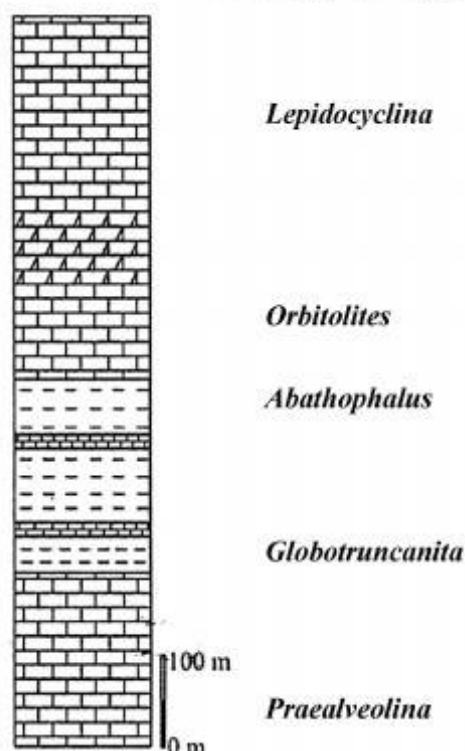 Lepidocyclina
Orbitolites
Abathophalus
Globotruncanita
100 m
Praealveolina
0 m